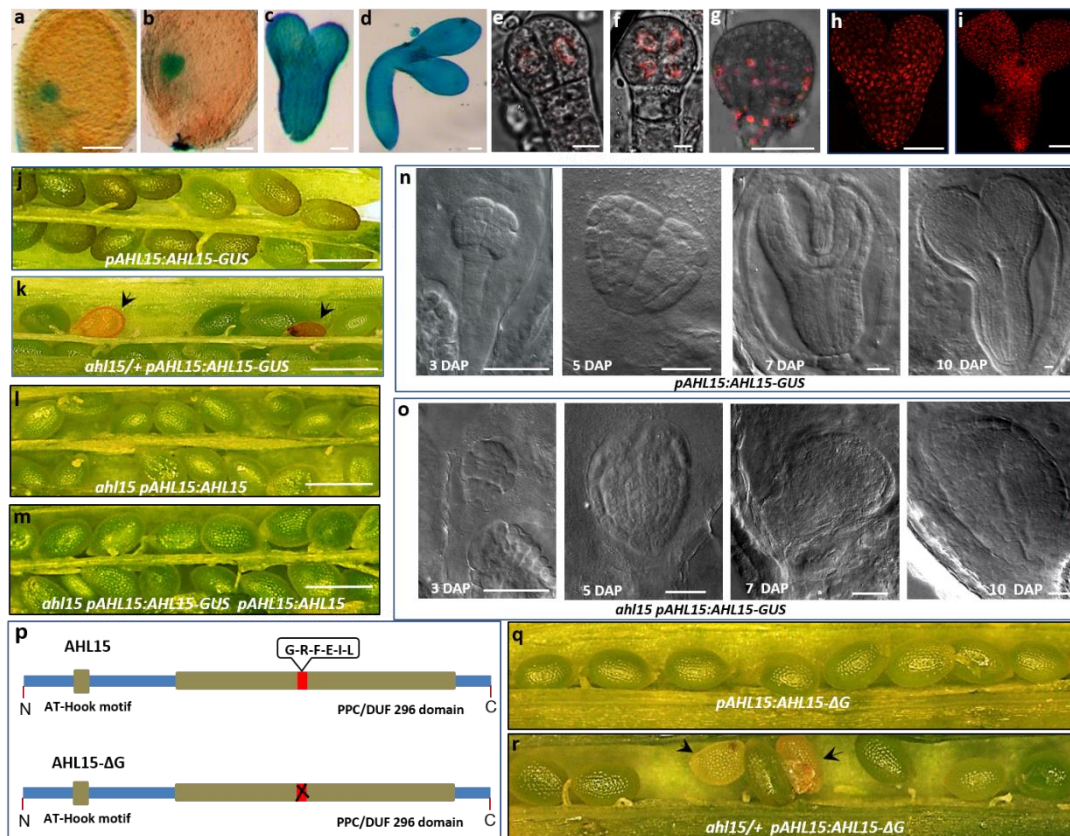 a b c d e f g h i
j
pAHL15:AHL15-GUS
k
ahl15/+ pAHL15:AHL15-GUS
l
ahl15 pAHL15:AHL15
m
ahl15 pAHL15:AHL15-GUS pAHL15:AHL15
n
3 DAP 5 DAP 7 DAP 10 DAP
pAHL15:AHL15-GUS
o
3 DAP 5 DAP 7 DAP 10 DAP
ahl15 pAHL15:AHL15-GUS
p
AHL15
G-R-F-E-I-L
N AT-Hook motif PPC/DUF 296 domain C
AHL15-ΔG
X
N AT-Hook motif PPC/DUF 296 domain C
q
pAHL15:AHL15-ΔG
r
ahl15/+ pAHL15:AHL15-ΔG